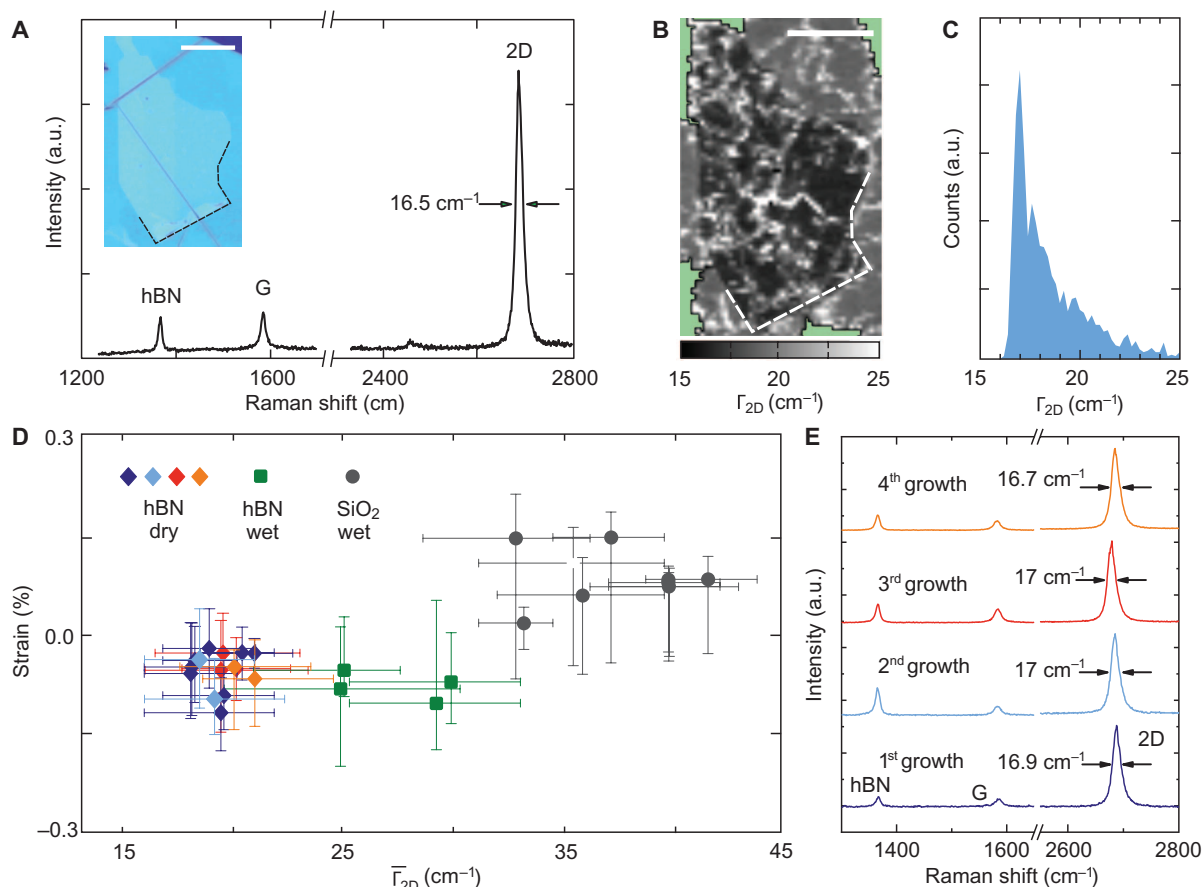 A
Intensity (a.u.)
2D
16.5 cm⁻¹
hBN
G
1200 1600 2400 2800
Raman shift (cm)
B
15 25
Γ2D (cm⁻¹)
C
Counts (a.u.)
15 20 25
Γ2D (cm⁻¹)
D
Strain (%)
0.3
0.0
–0.3
hBN
dry
hBN
wet
SiO2
wet
15 25 35 45
Γ̅2D (cm⁻¹)
E
Intensity (a.u.)
4th growth 16.7 cm⁻¹
3rd growth 17 cm⁻¹
2nd growth 17 cm⁻¹
1st growth 16.9 cm⁻¹
2D
hBN
G
1400 1600 2600 2800
Raman shift (cm⁻¹)